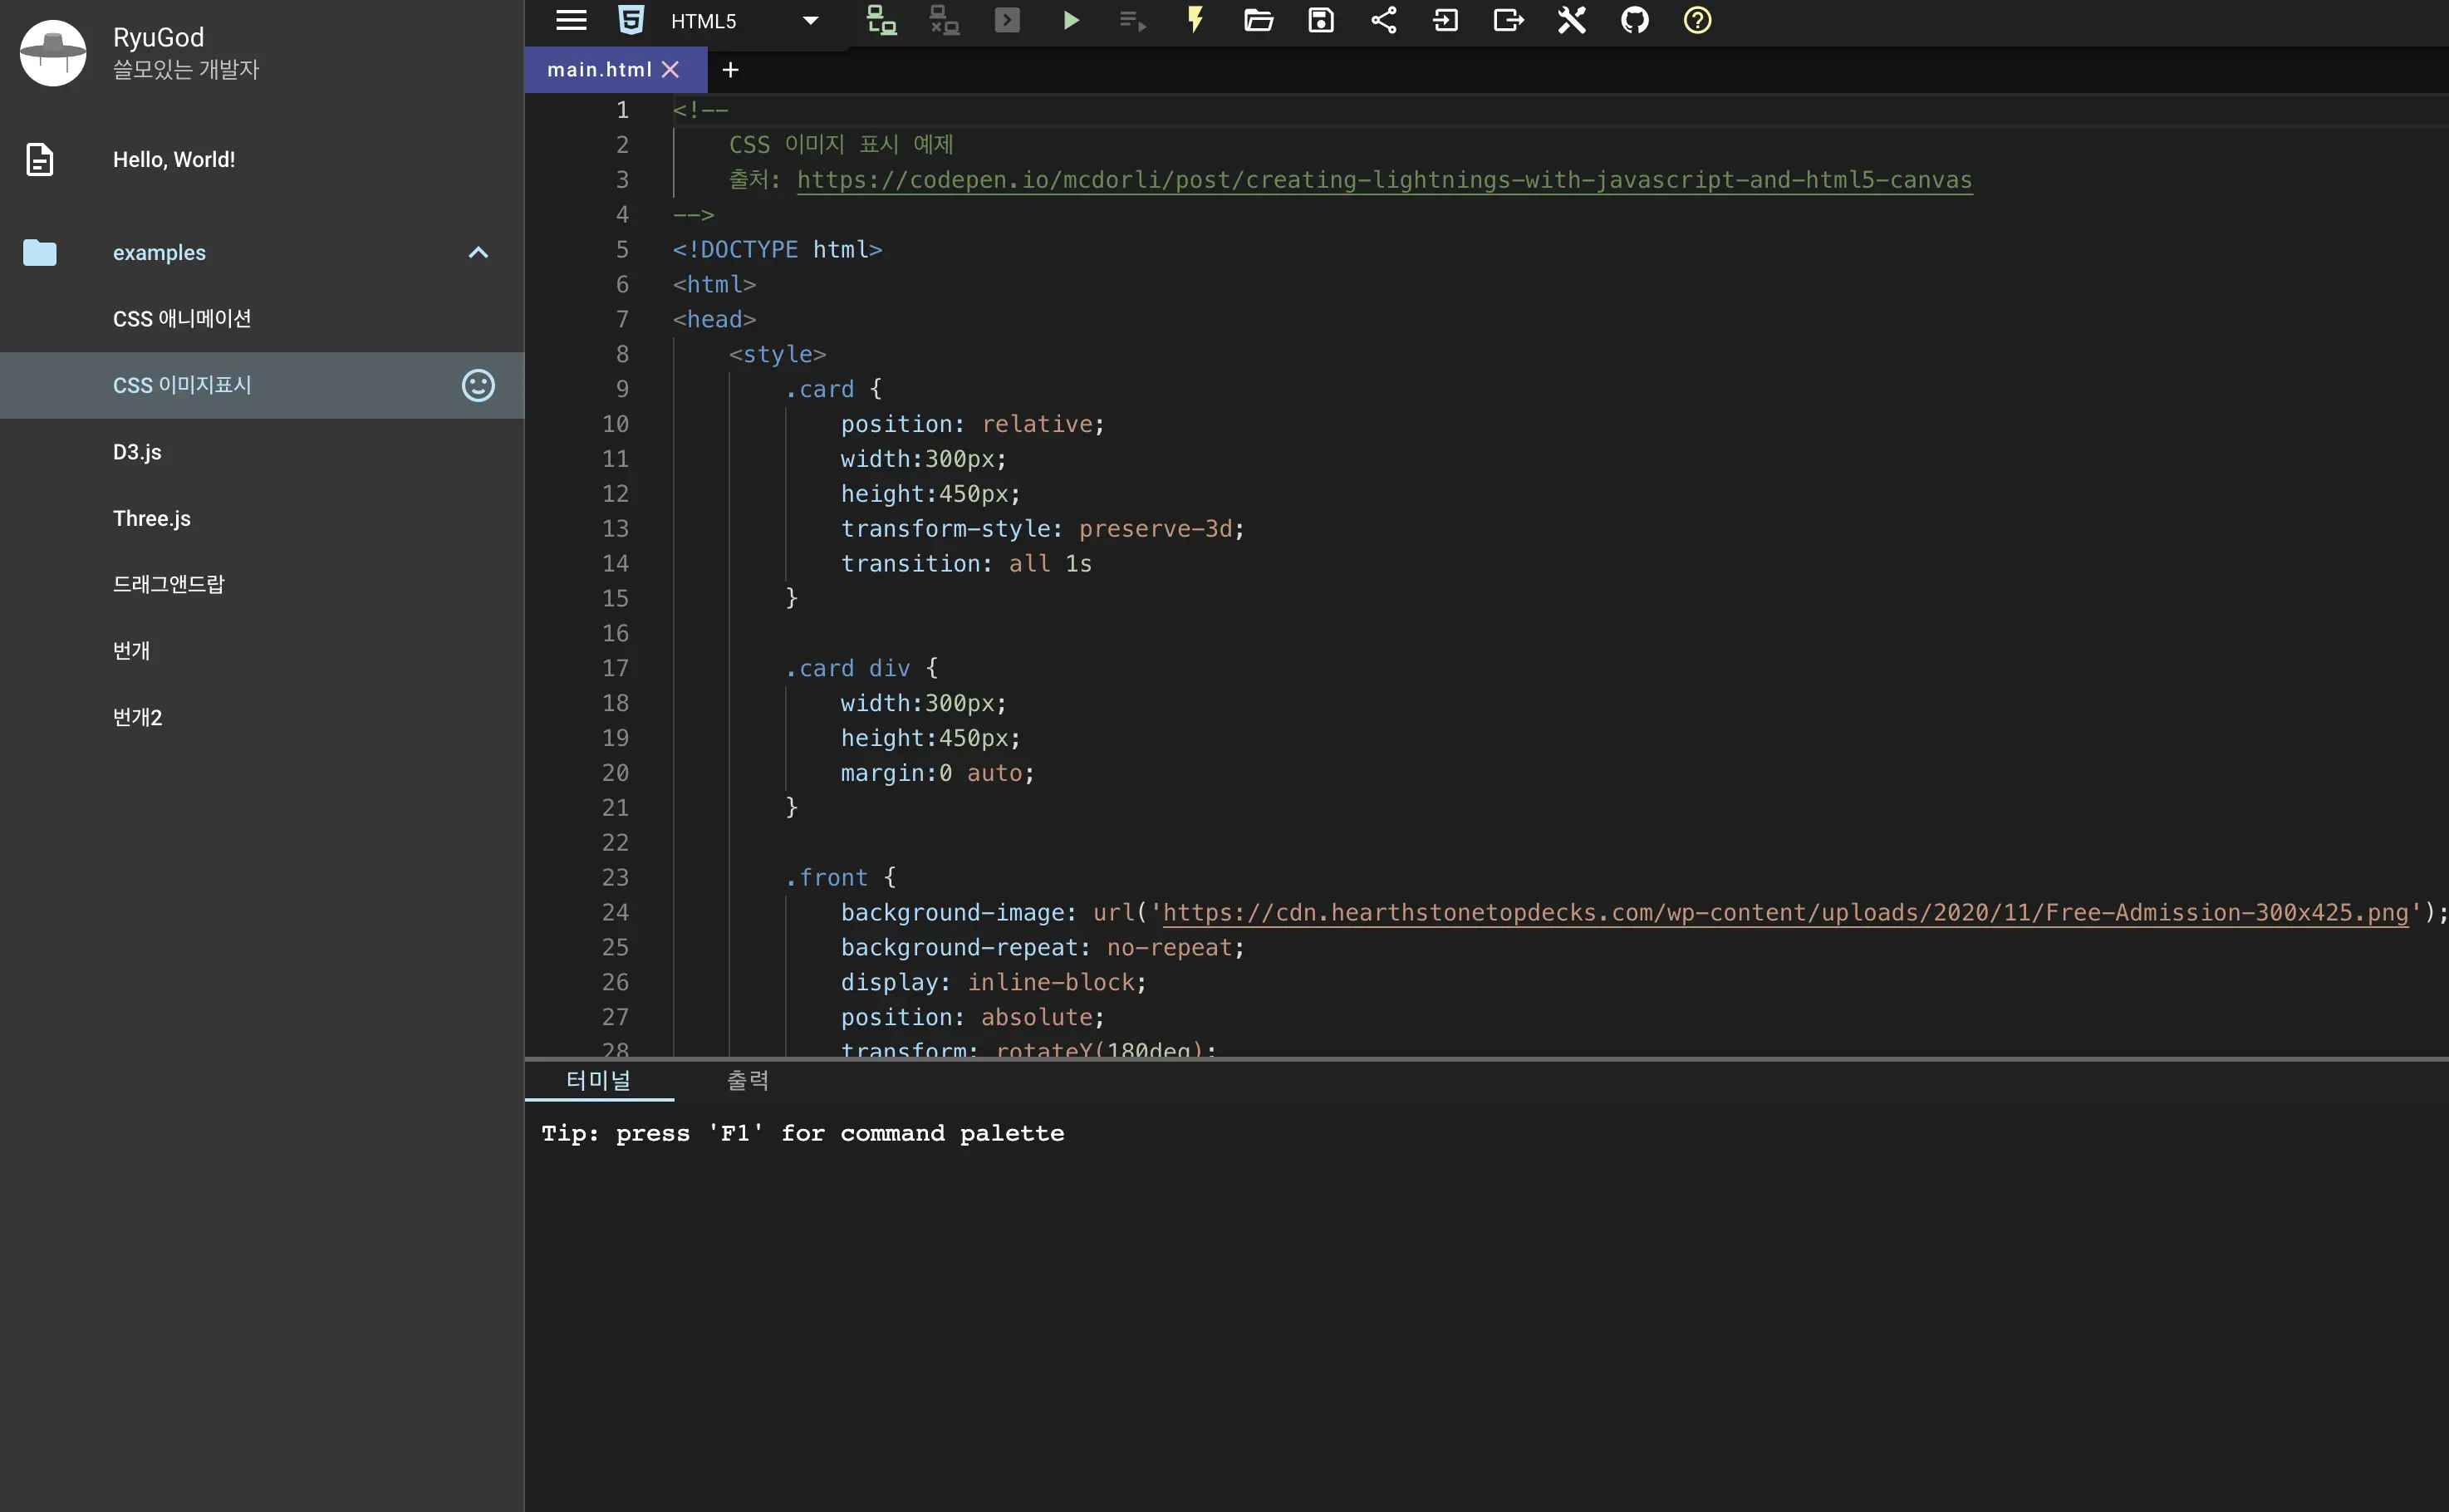 RyuGod
쓸모있는 개발자
Hello, World!
examples
CSS 애니메이션
CSS 이미지표시
D3.js
Three.js
드래그앤드랍
번개
번개2
HTML5
main.html
1 <!--
2 CSS 이미지 표시 예제
3 출처: https://codepen.io/mcdorli/post/creating-lightnings-with-javascript-and-html5-canvas
4 -->
5 <!DOCTYPE html>
6 <html>
7 <head>
8 <style>
9 .card {
10 position: relative;
11 width:300px;
12 height:450px;
13 transform-style: preserve-3d;
14 transition: all 1s
15 }
16
17 .card div {
18 width:300px;
19 height:450px;
20 margin:0 auto;
21 }
22
23 .front {
24 background-image: url('https://cdn.hearthstonetopdecks.com/wp-content/uploads/2020/11/Free-Admission-300x425.png');
25 background-repeat: no-repeat;
26 display: inline-block;
27 position: absolute;
28 transform: rotateY(180deg);
터미널 출력
Tip: press 'F1' for command palette